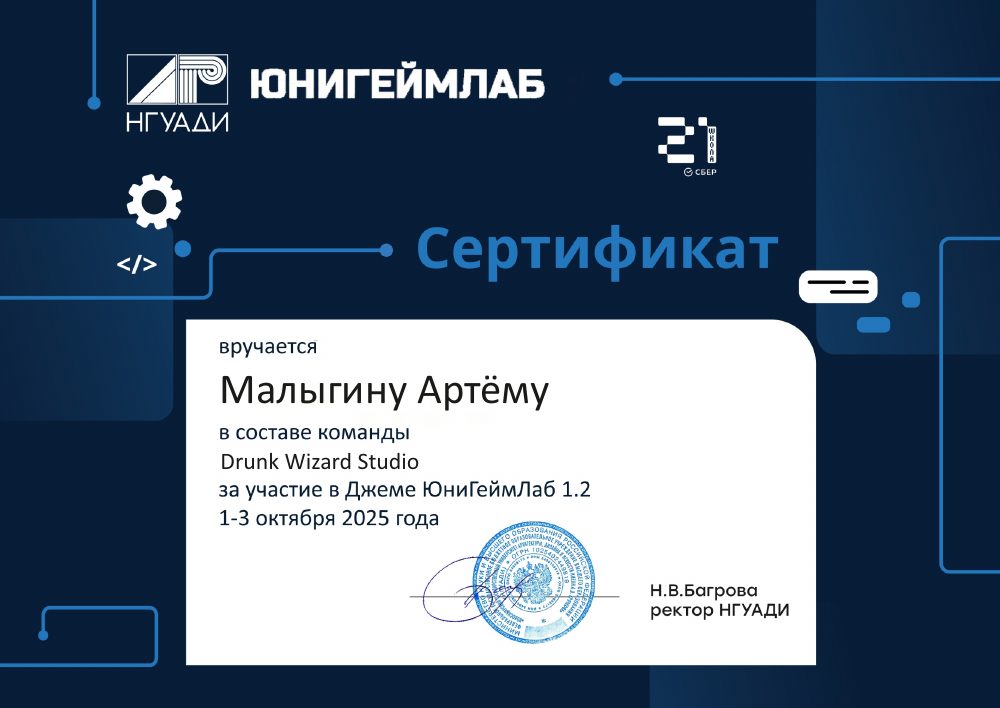 НГУАДИ
ЮНИГЕЙМЛАБ
21
ШКОЛА
СБЕР
</>
Сертификат
вручается
Малыгину Артёму
в составе команды
Drunk Wizard Studio
за участие в Джеме ЮниГеймЛаб 1.2
1-3 октября 2025 года
Н.В.Багрова
ректор НГУАДИ